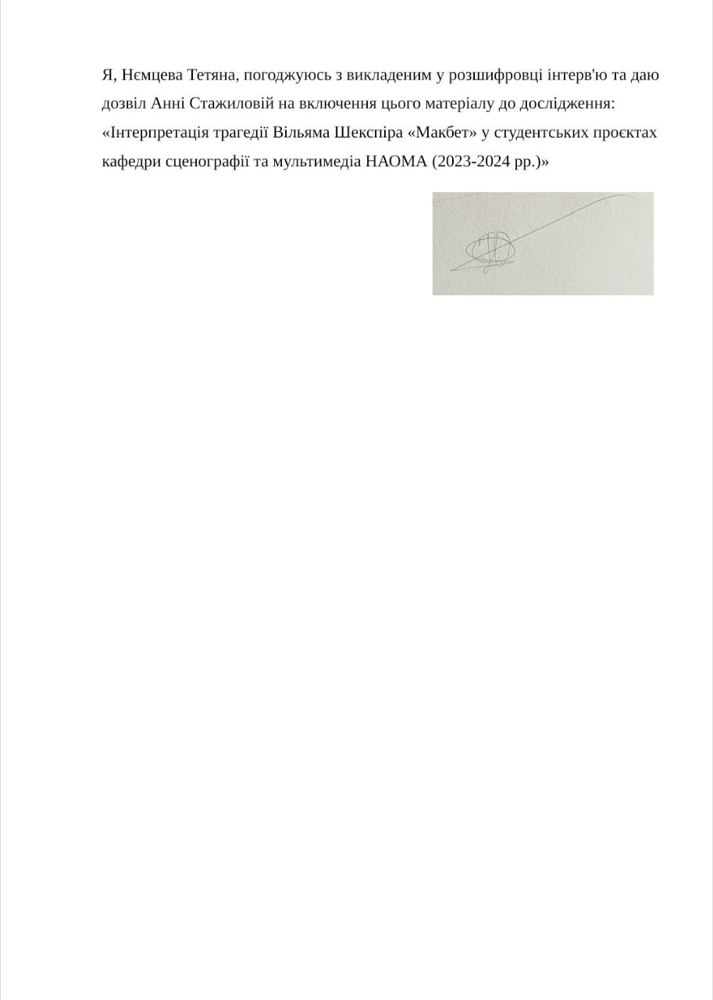 Я, Нємцева Тетяна, погоджуюсь з викладеним у розшифровці інтерв'ю та даю
дозвіл Анні Стажиловій на включення цього матеріалу до дослідження:
«Інтерпретація трагедії Вільяма Шекспіра «Макбет» у студентських проєктах
кафедри сценографії та мультимедіа НАОМА (2023-2024 рр.)»